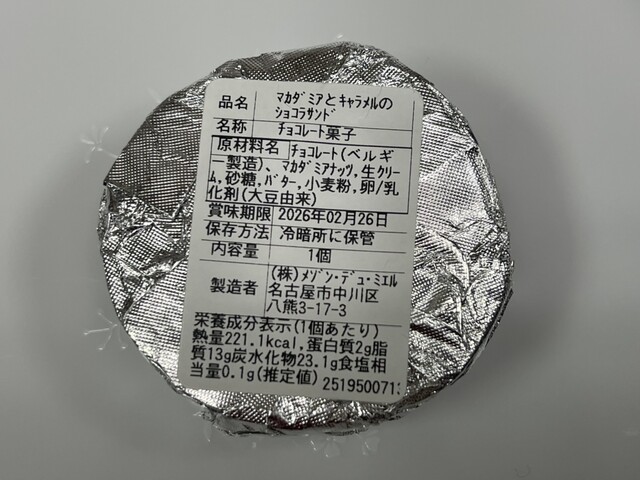 品名 ﾏｶﾀﾞﾐｱとｷｬﾗﾒﾙの
ｼｮｺﾗｻﾝﾄﾞ
名称 ﾁｮｺﾚｰﾄ菓子
原材料名 ﾁｮｺﾚｰﾄ(ベルギ
ー製造)、ﾏｶﾀﾞﾐｱﾅｯﾂ,生ｸﾘｰ
ﾑ,砂糖,ﾊﾞﾀｰ,小麦粉,卵/乳
化剤(大豆由来)
賞味期限 2026年02月26日
保存方法 冷暗所に保管
内容量 1個
製造者 (株)ﾒｿﾞﾝ･ﾃﾞｭ･ﾐｴﾙ
名古屋市中川区
八熊3-17-3
栄養成分表示(1個あたり)
熱量221.1kcal,蛋白質2g脂
質13g炭水化物23.1g食塩相
当量0.1g(推定値) 251950071